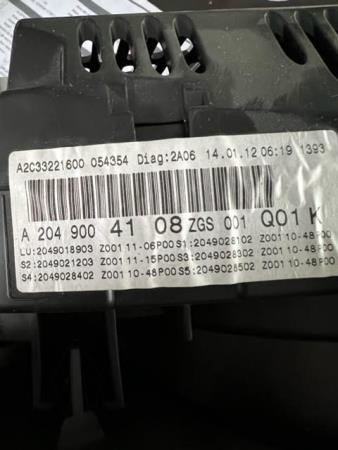 A2C33221600 054354 Diag:2A06 14.01.12 06:19 1393
A 204 900 41 08 ZGS 001 Q01 K
LU:2049018903 Z001 11-06P00 S1:2049028102 Z001 10-48P00
S2:2049021203 Z001 11-15P00 S3:2049028302 Z001 10-48P00
S4:2049028402 Z001 10-48P00 S5:2049028502 Z001 10-48P00